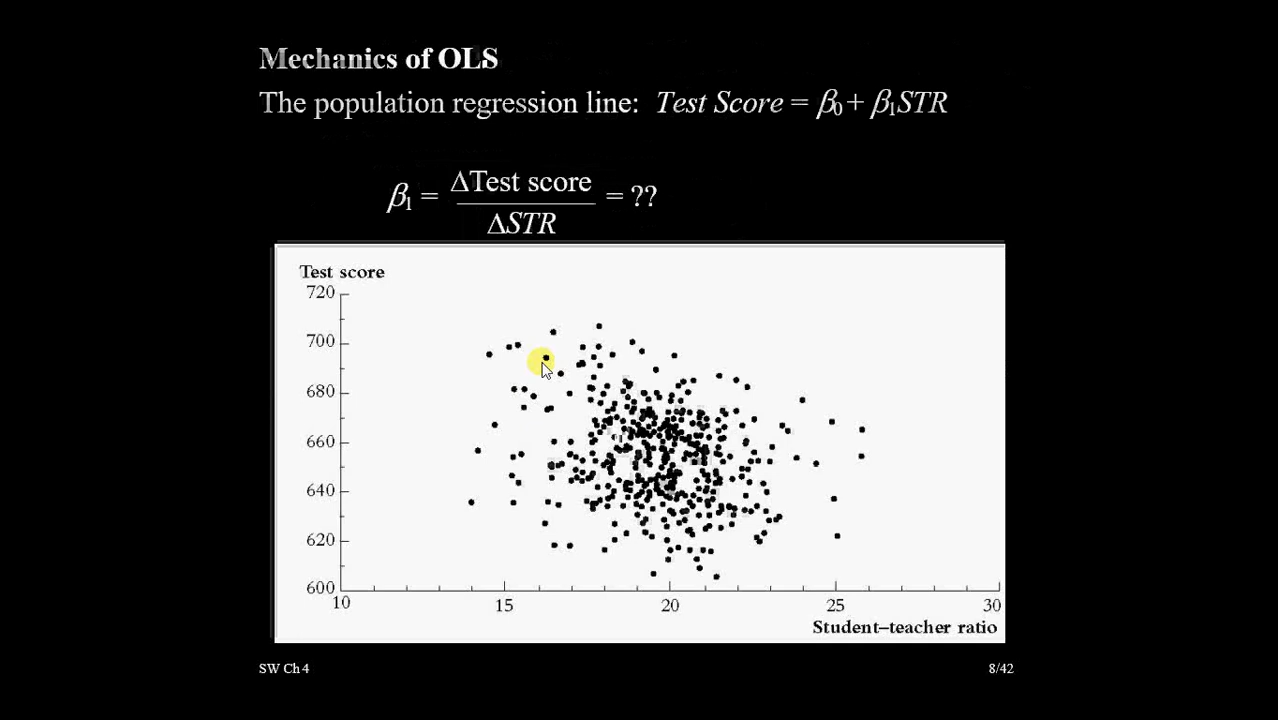 Mechanics of OLS
The population regression line: Test Score = β₀ + β₁STR
β₁ = ΔTest score / ΔSTR = ??
Test score
720
700
680
660
640
620
600
10 15 20 25 30
Student–teacher ratio
SW Ch 4 8/42